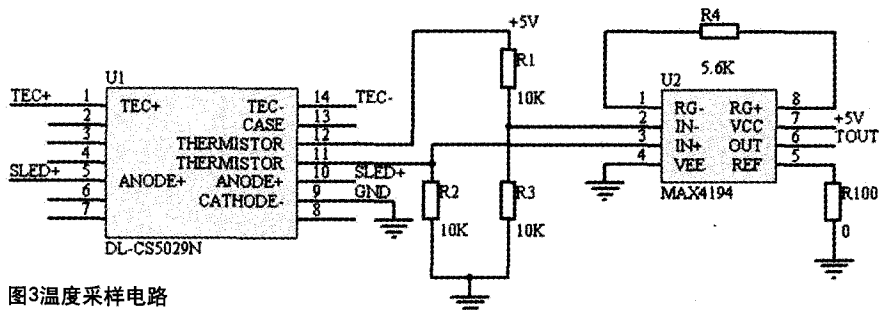 +5V
R4
U1
R1
5.6K
U2
TEC+
1
TEC+
TEC-
14
TEC-
10K
1
RG-
RG+
8
2
CASE
13
2
IN-
VCC
7
+5V
3
THERMISTOR
12
3
IN+
OUT
6
TOUT
4
THERMISTOR
11
4
VEE
REF
5
SLED+
5
ANODE+
ANODE+
10
SLED+
MAX4194
6
CATHODE-
9
GND
R2
R3
R100
7
8
10K
10K
0
DL-CS5029N
图3温度采样电路